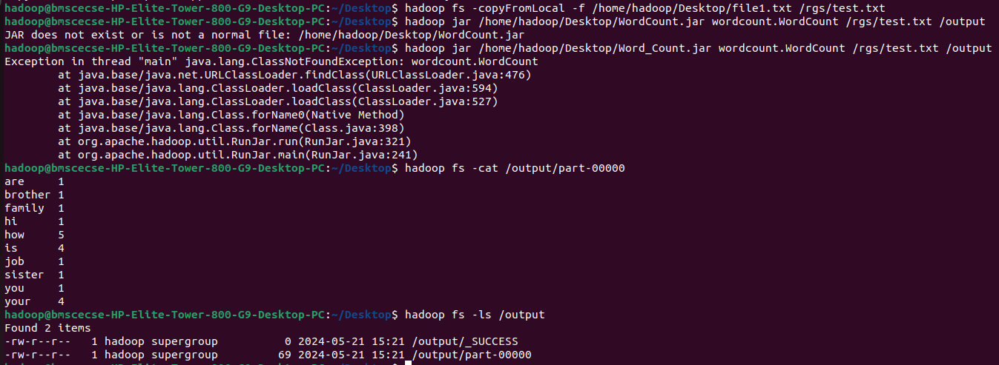 hadoop@bmscecse-HP-Elite-Tower-800-G9-Desktop-PC:~/Desktop$ hadoop fs -copyFromLocal -f /home/hadoop/Desktop/file1.txt /rgs/test.txt
hadoop@bmscecse-HP-Elite-Tower-800-G9-Desktop-PC:~/Desktop$ hadoop jar /home/hadoop/Desktop/WordCount.jar wordcount.WordCount /rgs/test.txt /output
JAR does not exist or is not a normal file: /home/hadoop/Desktop/WordCount.jar
hadoop@bmscecse-HP-Elite-Tower-800-G9-Desktop-PC:~/Desktop$ hadoop jar /home/hadoop/Desktop/Word_Count.jar wordcount.WordCount /rgs/test.txt /output
Exception in thread "main" java.lang.ClassNotFoundException: wordcount.WordCount
        at java.base/java.net.URLClassLoader.findClass(URLClassLoader.java:476)
        at java.base/java.lang.ClassLoader.loadClass(ClassLoader.java:594)
        at java.base/java.lang.ClassLoader.loadClass(ClassLoader.java:527)
        at java.base/java.lang.Class.forName0(Native Method)
        at java.base/java.lang.Class.forName(Class.java:398)
        at org.apache.hadoop.util.RunJar.run(RunJar.java:321)
        at org.apache.hadoop.util.RunJar.main(RunJar.java:241)
hadoop@bmscecse-HP-Elite-Tower-800-G9-Desktop-PC:~/Desktop$ hadoop fs -cat /output/part-00000
are     1
brother 1
family  1
hi      1
how     5
is      4
job     1
sister  1
you     1
your    4
hadoop@bmscecse-HP-Elite-Tower-800-G9-Desktop-PC:~/Desktop$ hadoop fs -ls /output
Found 2 items
-rw-r--r--   1 hadoop supergroup          0 2024-05-21 15:21 /output/_SUCCESS
-rw-r--r--   1 hadoop supergroup         69 2024-05-21 15:21 /output/part-00000